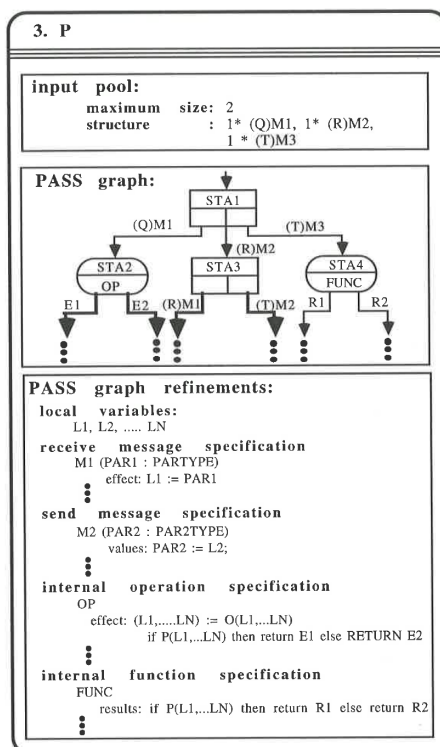 3. P
input pool:
maximum size: 2
structure : 1* (Q)M1, 1* (R)M2,
1 * (T)M3
PASS graph:
STA1
(Q)M1
(R)M2
(T)M3
STA2
OP
STA3
STA4
FUNC
E1
E2
(R)M1
(T)M2
R1
R2
PASS graph refinements:
local variables:
L1, L2, ..... LN
receive message specification
M1 (PAR1 : PARTYPE)
effect: L1 := PAR1
send message specification
M2 (PAR2 : PAR2TYPE)
values: PAR2 := L2;
internal operation specification
OP
effect: (L1,.....LN) := O(L1,...LN)
if P(L1,...LN) then return E1 else RETURN E2
internal function specification
FUNC
results: if P(L1,...LN) then return R1 else return R2